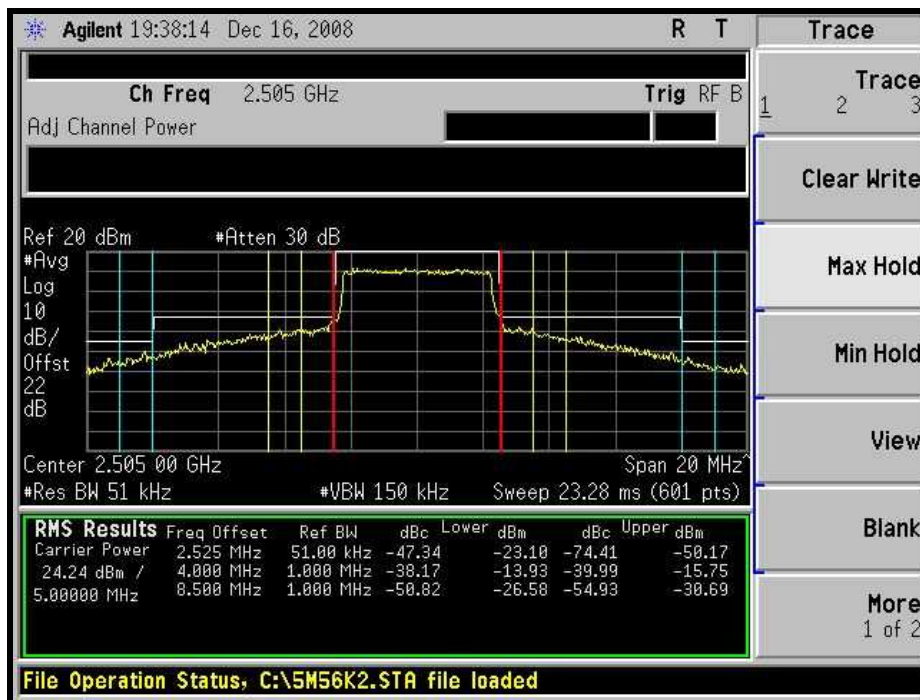 Agilent 19:38:14 Dec 16, 2008 R T
Trace
Ch Freq 2.505 GHz Trig RF B
Adj Channel Power
Ref 20 dBm #Atten 30 dB
#Avg
Log
10
dB/
Offst
22
dB
Center 2.505 00 GHz Span 20 MHz^
#Res BW 51 kHz #VBW 150 kHz Sweep 23.28 ms (601 pts)
RMS Results Freq Offset Ref BW dBc Lower dBm dBc Upper dBm
Carrier Power 2.525 MHz 51.00 kHz -47.34 -23.10 -74.41 -50.17
24.24 dBm / 4.000 MHz 1.000 MHz -38.17 -13.93 -39.99 -15.75
5.00000 MHz 8.500 MHz 1.000 MHz -50.82 -26.58 -54.93 -30.69
File Operation Status, C:\5M56K2.STA file loaded
Trace
1 2 3
Clear Write
Max Hold
Min Hold
View
Blank
More
1 of 2